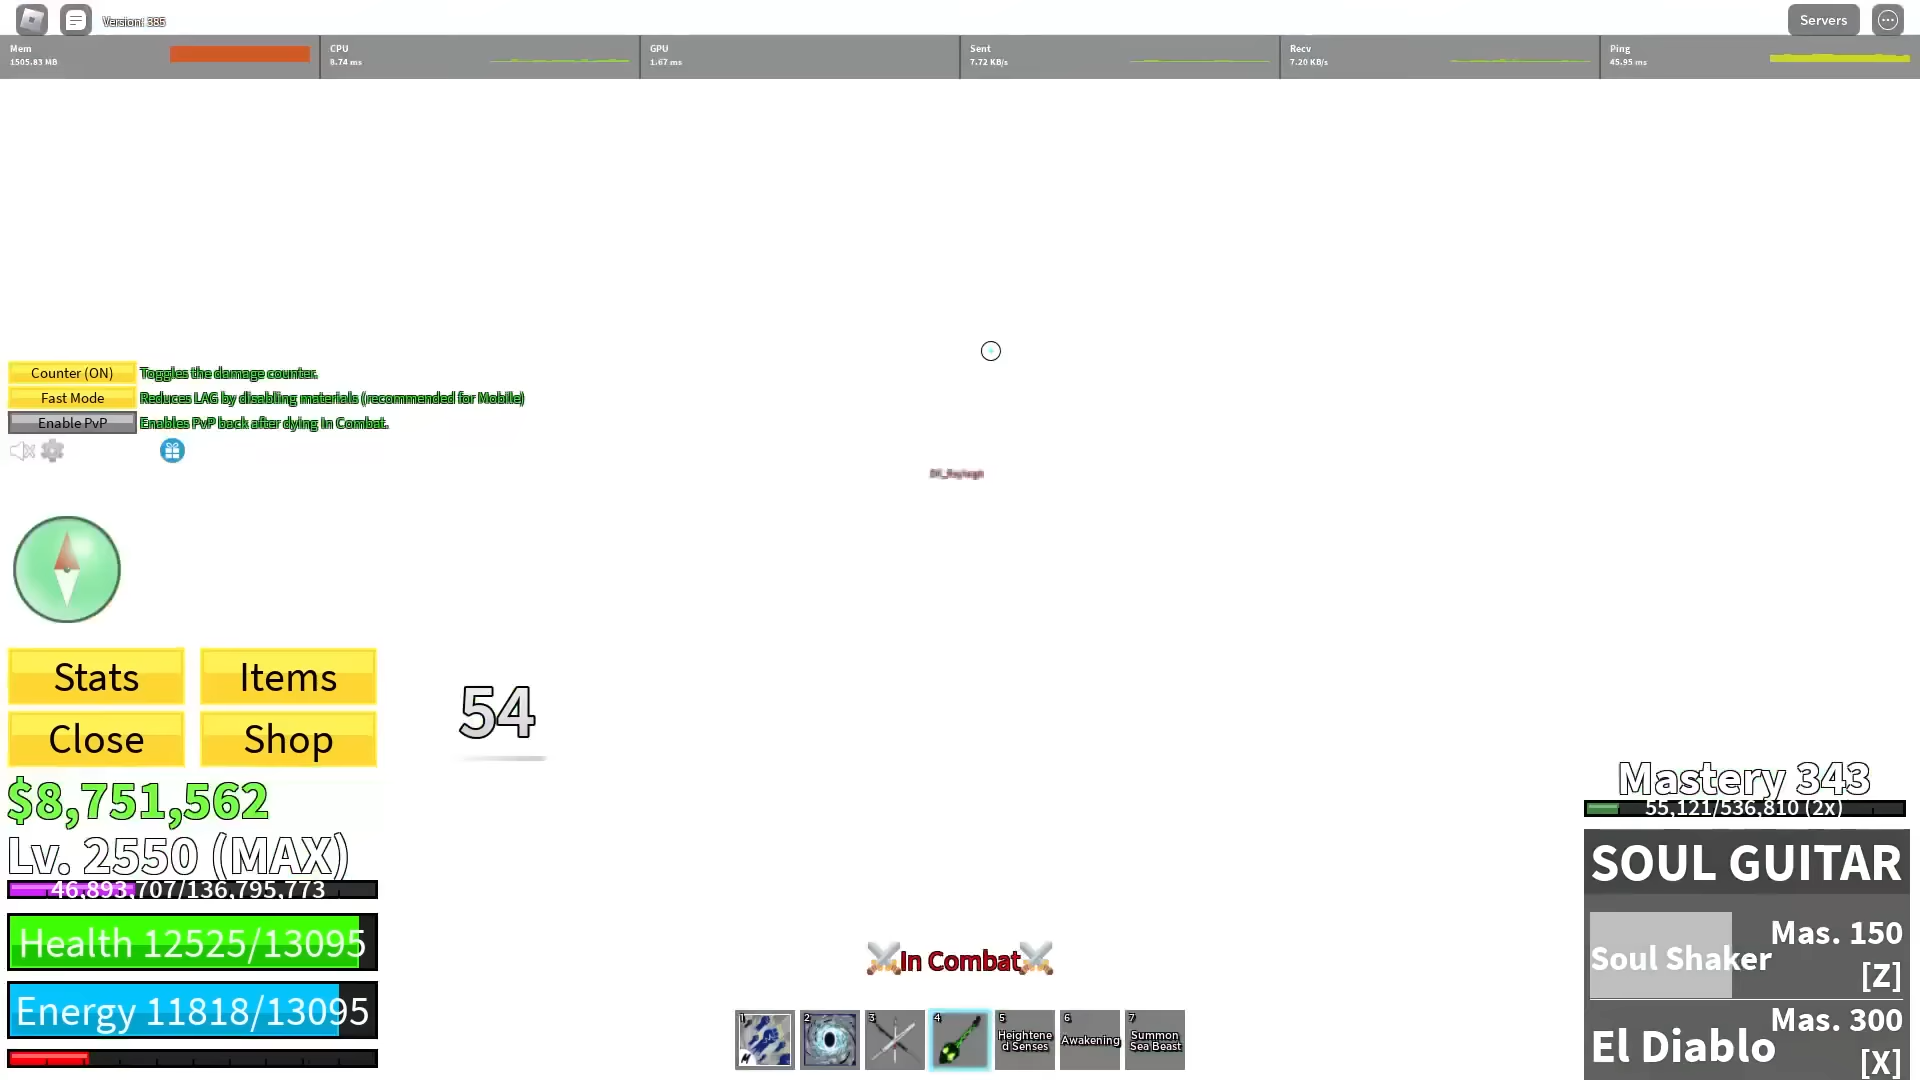 Version: 385
Servers
Mem
1505.83 MB
CPU
8.74 ms
GPU
1.67 ms
Sent
7.72 KB/s
Recv
7.20 KB/s
Ping
45.95 ms
Counter (ON) Toggles the damage counter.
Fast Mode Reduces LAG by disabling materials (recommended for Mobile)
Enable PvP Enables PvP back after dying In Combat.
Stats Items
Close Shop
54
$8,751,562
Lv. 2550 (MAX)
46,893,707/136,795,773
Health 12525/13095
Energy 11818/13095
In Combat
1 2 3 4 5 6 7
Heightene
d Senses
Awakening
Summon
Sea Beast
Mastery 343
55,121/536,810 (2x)
SOUL GUITAR
Soul Shaker Mas. 150
[Z]
El Diablo Mas. 300
[X]